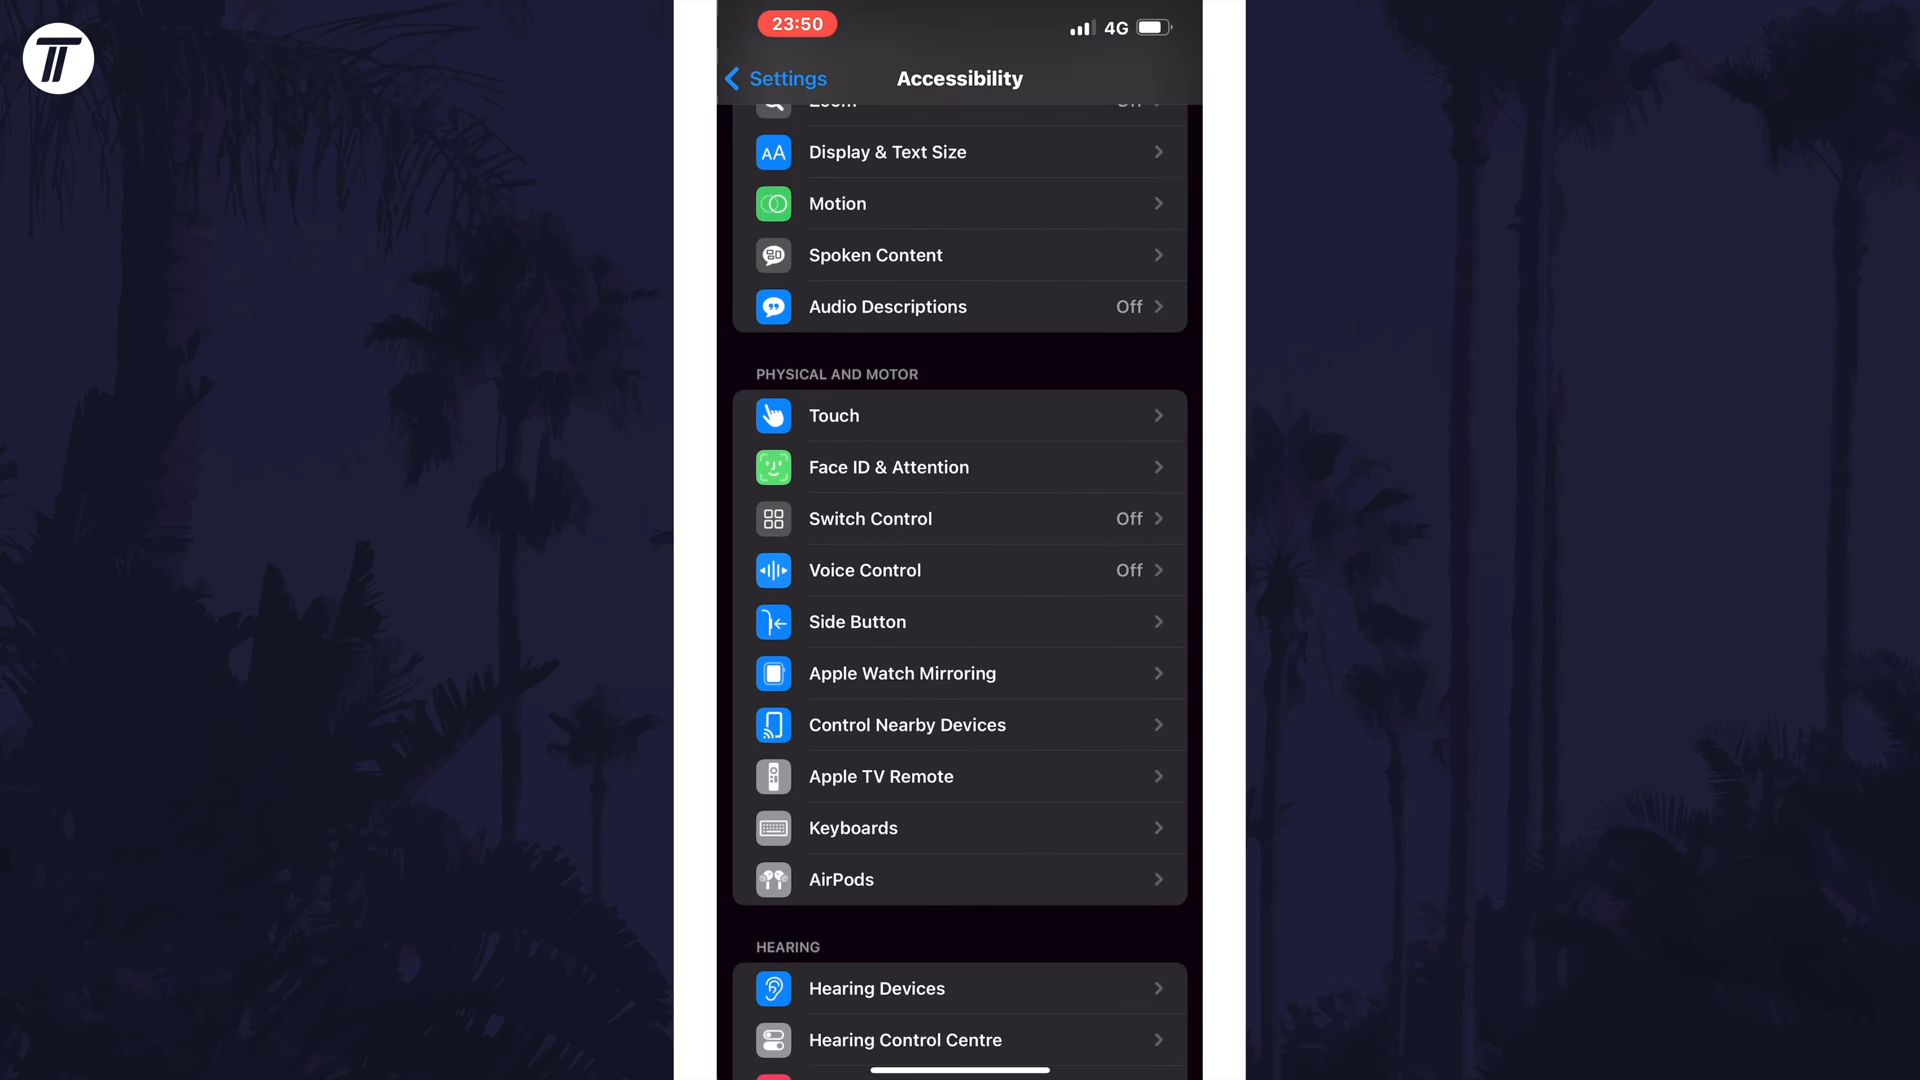 23:50
4G
Settings
Accessibility
Zoom
Off
Display & Text Size
Motion
Spoken Content
Audio Descriptions
Off
PHYSICAL AND MOTOR
Touch
Face ID & Attention
Switch Control
Off
Voice Control
Off
Side Button
Apple Watch Mirroring
Control Nearby Devices
Apple TV Remote
Keyboards
AirPods
HEARING
Hearing Devices
Hearing Control Centre